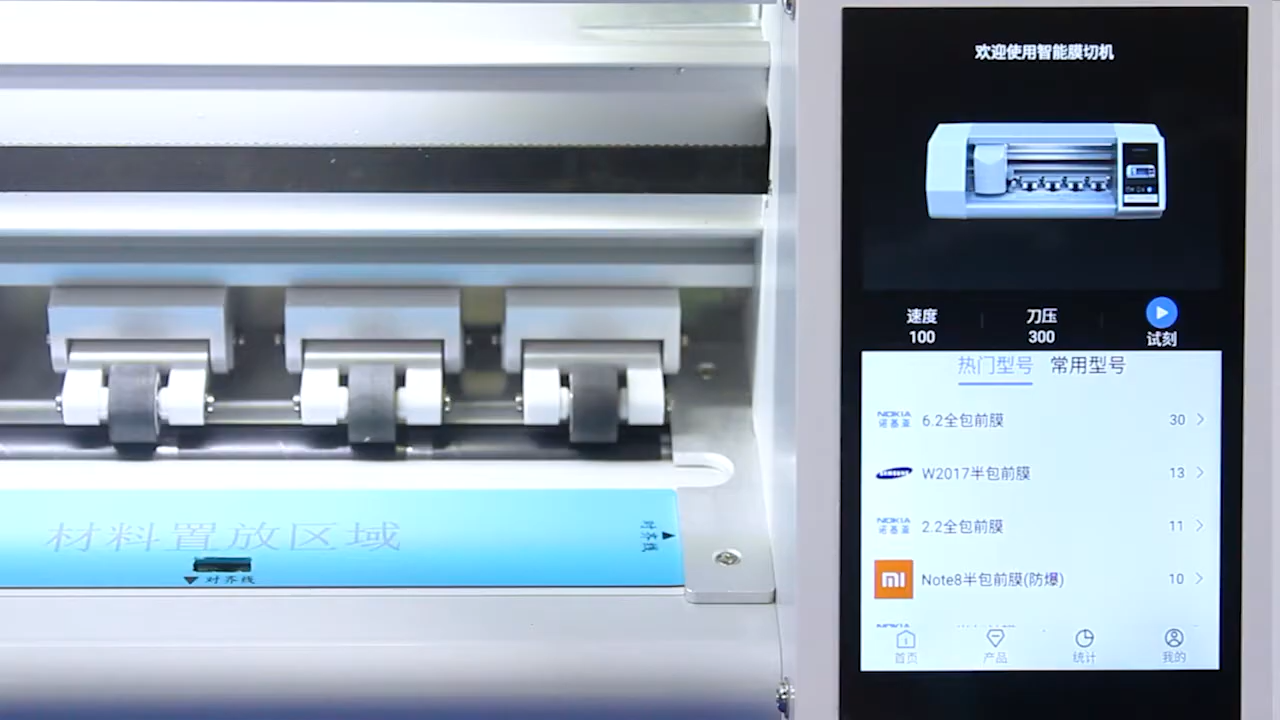 欢迎使用智能膜切机
速度
100
刀压
300
试刻
热门型号 常用型号
NOKIA
诺基亚
6.2全包前膜 30
SAMSUNG
W2017半包前膜 13
NOKIA
诺基亚
2.2全包前膜 11
mi
Note8半包前膜(防爆) 10
首页 产品 统计 我的
材料置放区域
对齐线
对齐线